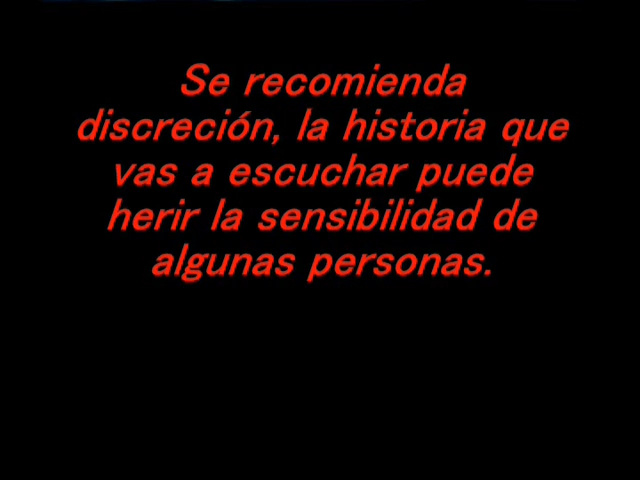 Se recomienda
discreción, la historia que
vas a escuchar puede
herir la sensibilidad de
algunas personas.